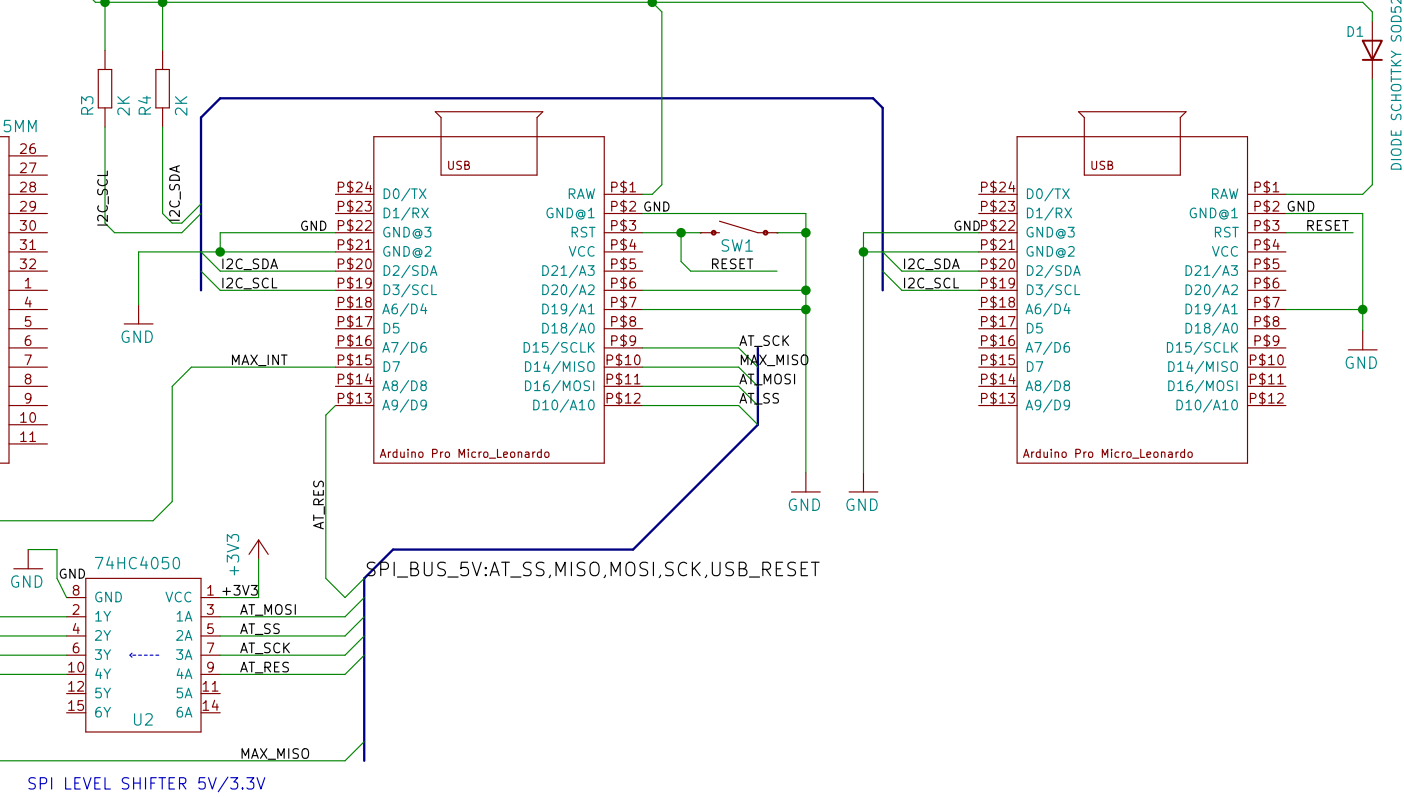 D1
DIODE SCHOTTKY SOD52
R3
2K
R4
2K
5MM
26
27
28
29
30
31
32
1
4
5
6
7
8
9
10
11
I2C_SCL
I2C_SDA
GND
GND
I2C_SDA
I2C_SCL
MAX_INT
AT_RES
USB
P$24 D0/TX RAW P$1
P$23 D1/RX GND@1 P$2 GND
P$22 GND@3 RST P$3
P$21 GND@2 VCC P$4
P$20 D2/SDA D21/A3 P$5
P$19 D3/SCL D20/A2 P$6
P$18 A6/D4 D19/A1 P$7
P$17 D5 D18/A0 P$8
P$16 A7/D6 D15/SCLK P$9 AT_SCK
P$15 D7 D14/MISO P$10 MAX_MISO
P$14 A8/D8 D16/MOSI P$11 AT_MOSI
P$13 A9/D9 D10/A10 P$12 AT_SS
Arduino Pro Micro_Leonardo
SW1
RESET
GND
GND
USB
P$24 D0/TX RAW P$1
P$23 D1/RX GND@1 P$2 GND
GND P$22 GND@3 RST P$3 RESET
P$21 GND@2 VCC P$4
I2C_SDA P$20 D2/SDA D21/A3 P$5
I2C_SCL P$19 D3/SCL D20/A2 P$6
P$18 A6/D4 D19/A1 P$7
P$17 D5 D18/A0 P$8
P$16 A7/D6 D15/SCLK P$9
P$15 D7 D14/MISO P$10
P$14 A8/D8 D16/MOSI P$11
P$13 A9/D9 D10/A10 P$12
Arduino Pro Micro_Leonardo
GND
SPI_BUS_5V:AT_SS,MISO,MOSI,SCK,USB_RESET
GND
GND
74HC4050
+3V3
8 GND VCC 1 +3V3
2 1Y 1A 3 AT_MOSI
4 2Y 2A 5 AT_SS
6 3Y 3A 7 AT_SCK
10 4Y 4A 9 AT_RES
12 5Y 5A 11
15 6Y 6A 14
U2
MAX_MISO
SPI LEVEL SHIFTER 5V/3.3V